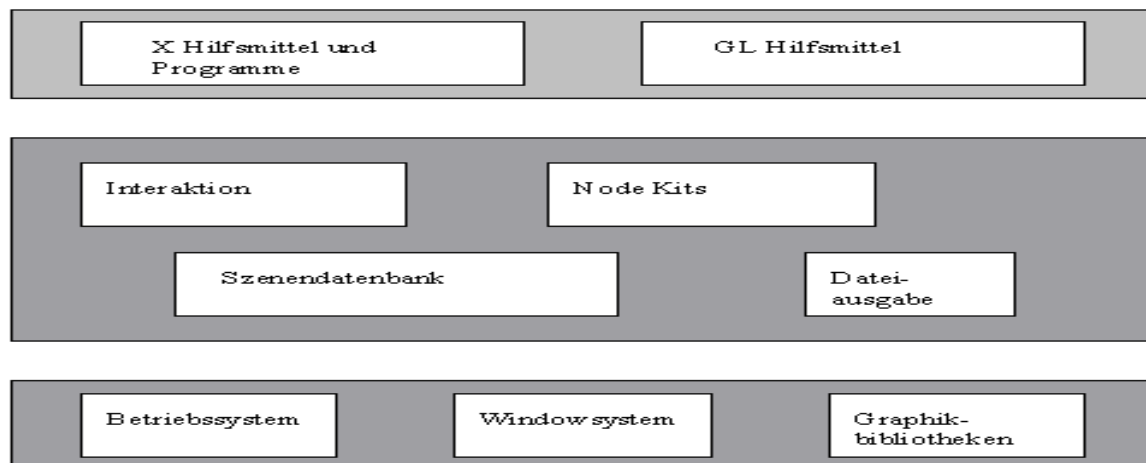 X Hilfsmittel und
Programme
GL Hilfsmittel
Interaktion
Node Kits
Szenendatenbank
Datei-
ausgabe
Betriebssystem
Windowsystem
Graphik-
bibliotheken